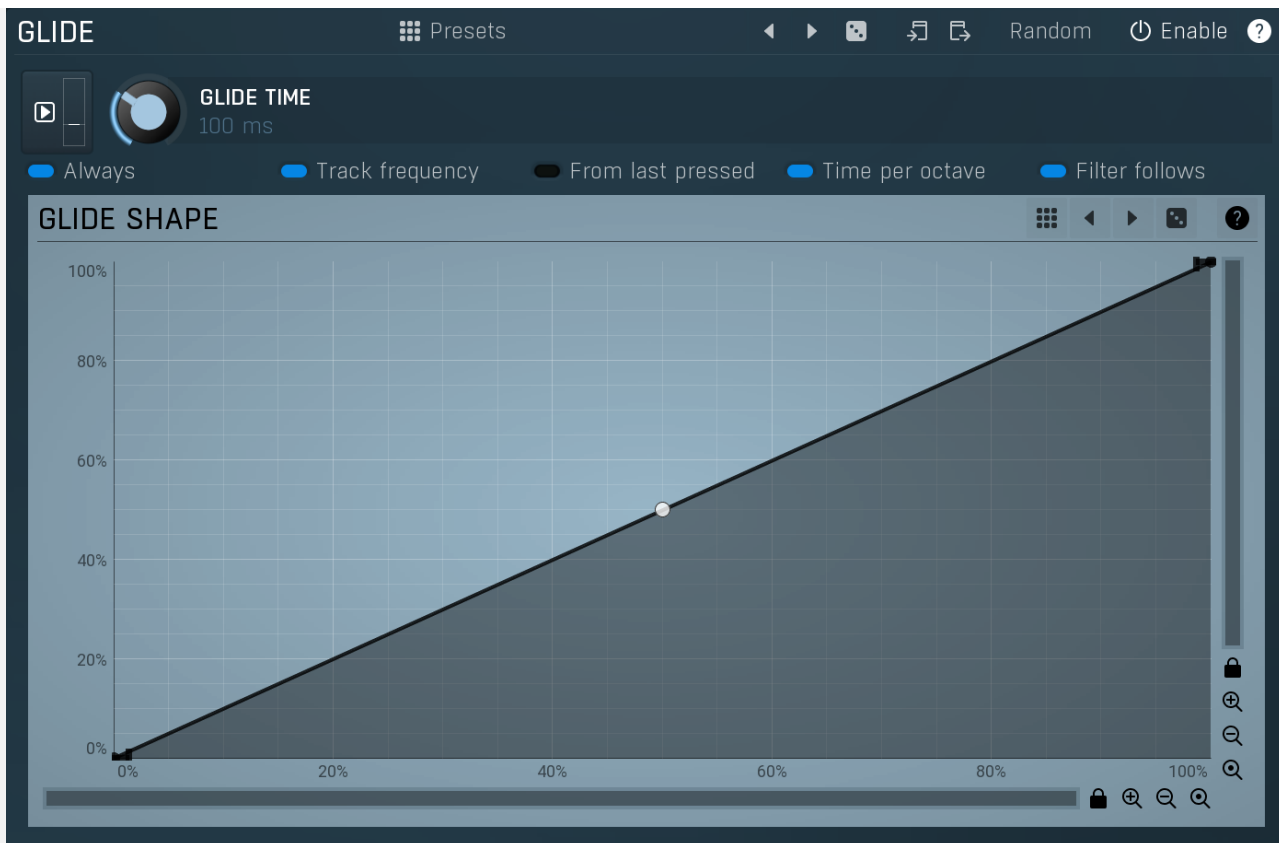 GLIDE Presets Random Enable ?
GLIDE TIME
100 ms
Always Track frequency From last pressed Time per octave Filter follows
GLIDE SHAPE ?
100%
80%
60%
40%
20%
0%
0% 20% 40% 60% 80% 100%